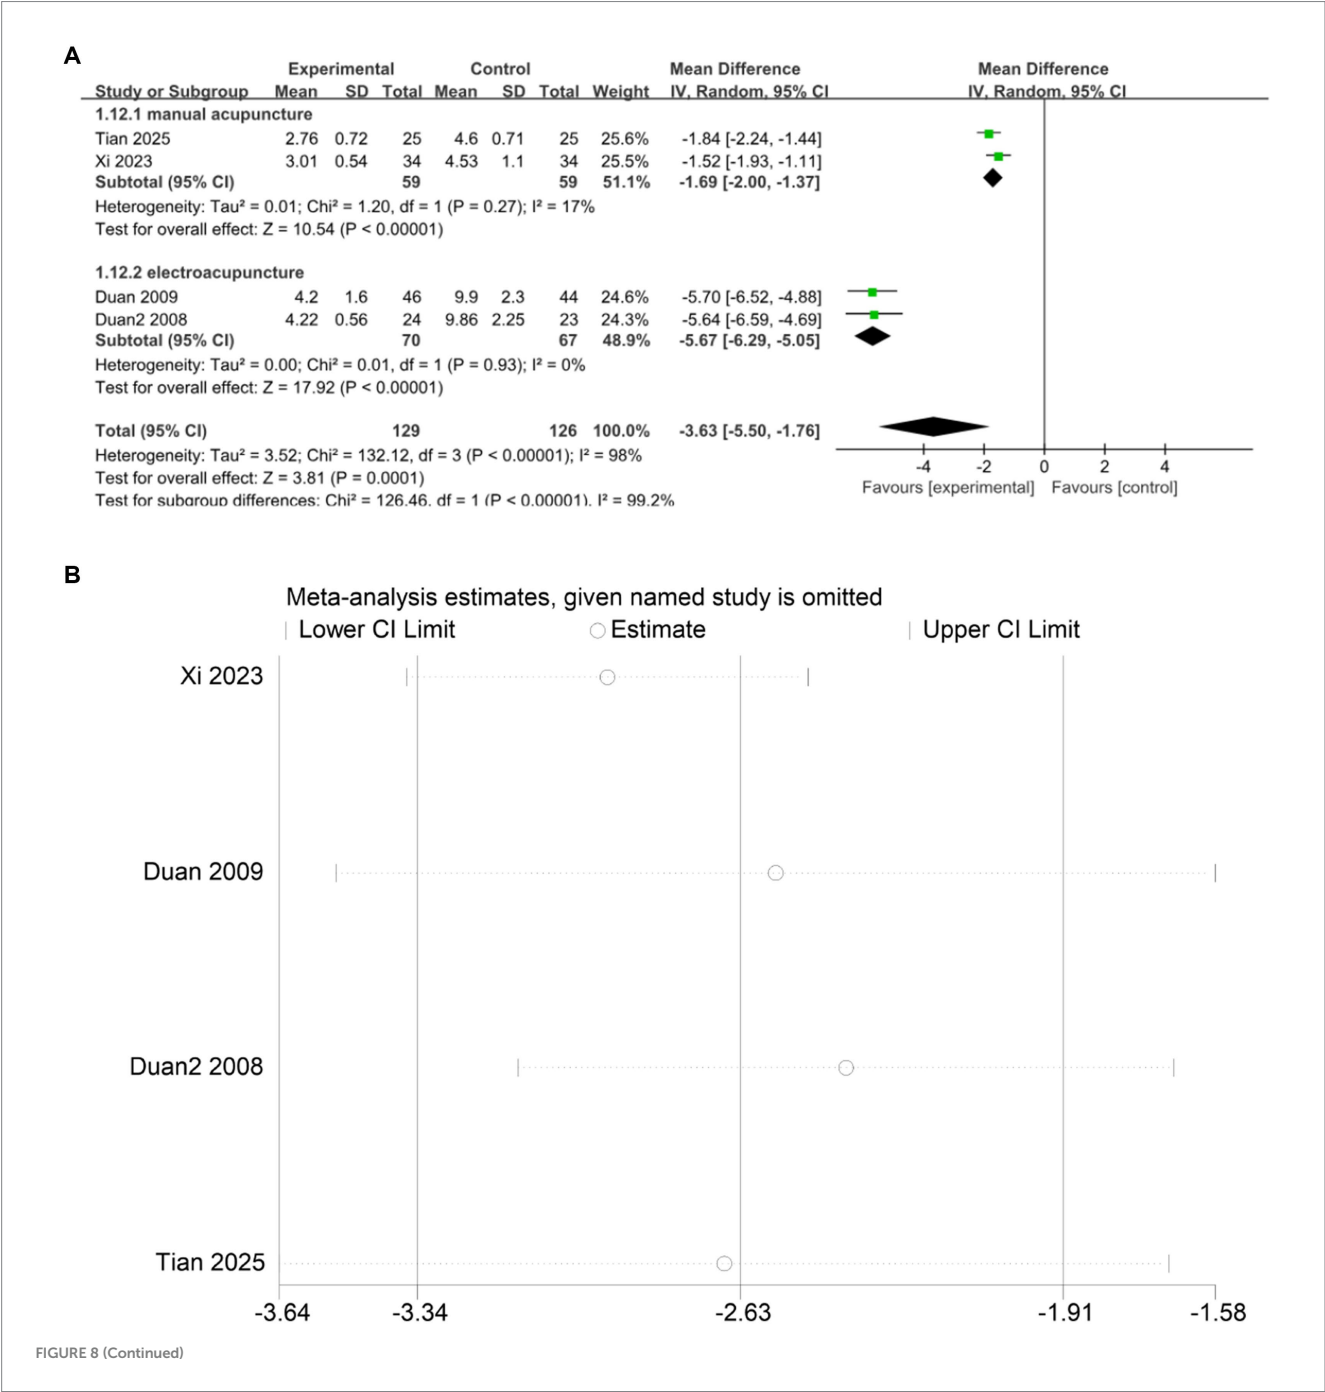 A
Experimental Control Mean Difference Mean Difference
Study or Subgroup Mean SD Total Mean SD Total Weight IV, Random, 95% CI IV, Random, 95% CI
1.12.1 manual acupuncture
Tian 2025 2.76 0.72 25 4.6 0.71 25 25.6% -1.84 [-2.24, -1.44]
Xi 2023 3.01 0.54 34 4.53 1.1 34 25.5% -1.52 [-1.93, -1.11]
Subtotal (95% CI) 59 59 51.1% -1.69 [-2.00, -1.37]
Heterogeneity: Tau² = 0.01; Chi² = 1.20, df = 1 (P = 0.27); I² = 17%
Test for overall effect: Z = 10.54 (P < 0.00001)
1.12.2 electroacupuncture
Duan 2009 4.2 1.6 46 9.9 2.3 44 24.6% -5.70 [-6.52, -4.88]
Duan2 2008 4.22 0.56 24 9.86 2.25 23 24.3% -5.64 [-6.59, -4.69]
Subtotal (95% CI) 70 67 48.9% -5.67 [-6.29, -5.05]
Heterogeneity: Tau² = 0.00; Chi² = 0.01, df = 1 (P = 0.93); I² = 0%
Test for overall effect: Z = 17.92 (P < 0.00001)
Total (95% CI) 129 126 100.0% -3.63 [-5.50, -1.76]
Heterogeneity: Tau² = 3.52; Chi² = 132.12, df = 3 (P < 0.00001); I² = 98%
Test for overall effect: Z = 3.81 (P = 0.0001)
Test for subgroup differences: Chi² = 126.46, df = 1 (P < 0.00001), I² = 99.2%
-4 -2 0 2 4
Favours [experimental] Favours [control]
B
Meta-analysis estimates, given named study is omitted
Lower CI Limit Estimate Upper CI Limit
Xi 2023
Duan 2009
Duan2 2008
Tian 2025
-3.64 -3.34 -2.63 -1.91 -1.58
FIGURE 8 (Continued)